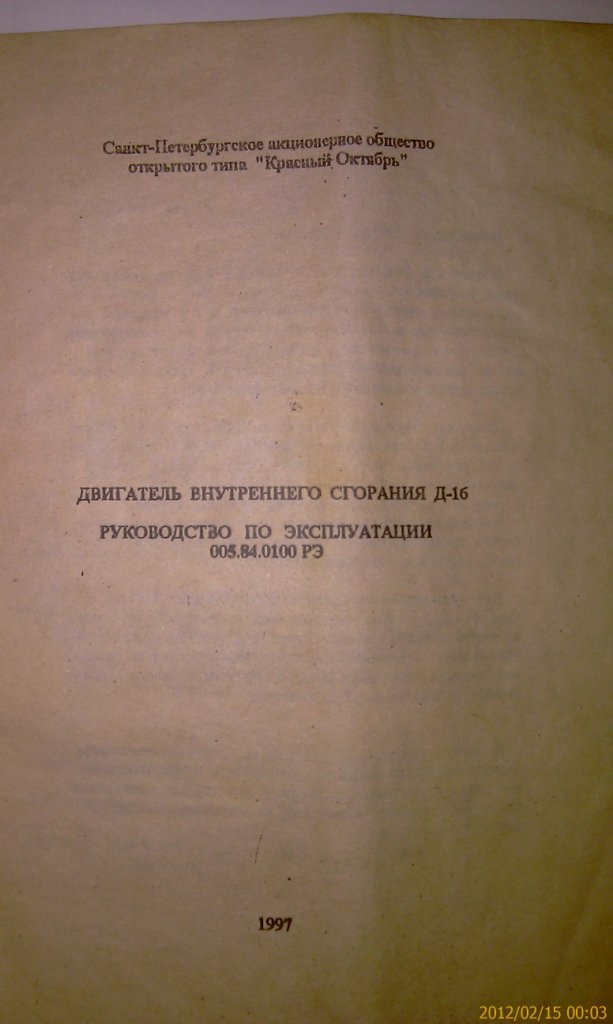 Санкт-Петербургское акционерное общество
открытого типа "Красный Октябрь"
ДВИГАТЕЛЬ ВНУТРЕННЕГО СГОРАНИЯ Д-16
РУКОВОДСТВО ПО ЭКСПЛУАТАЦИИ
005.84.0100 РЭ
1997
2012/02/15 00:03